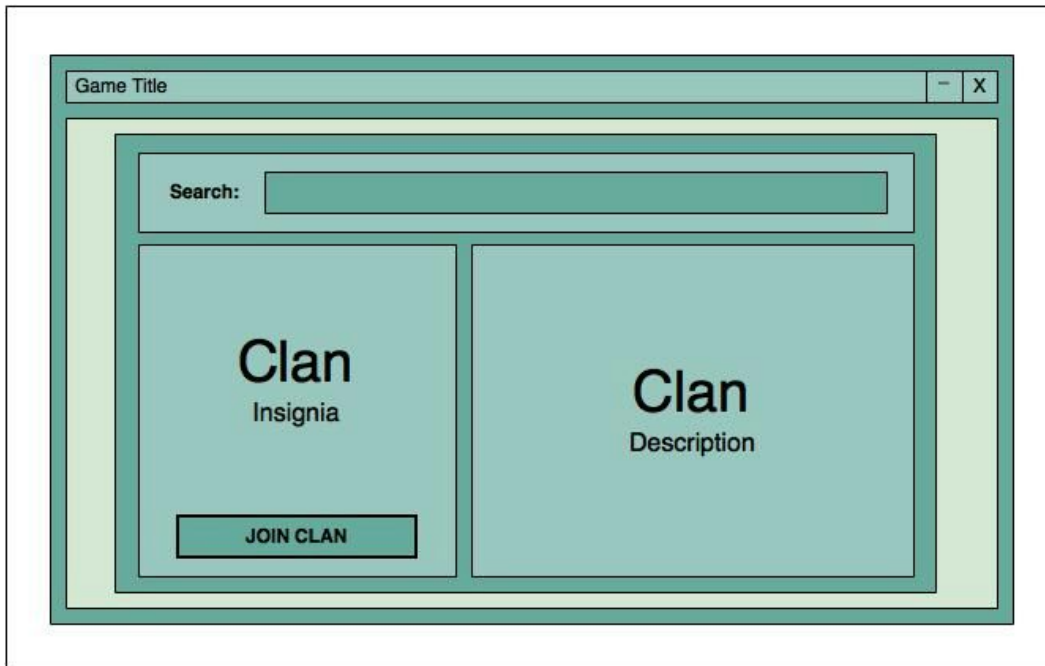 Game Title
– X
Search:
Clan
Insignia
JOIN CLAN
Clan
Description